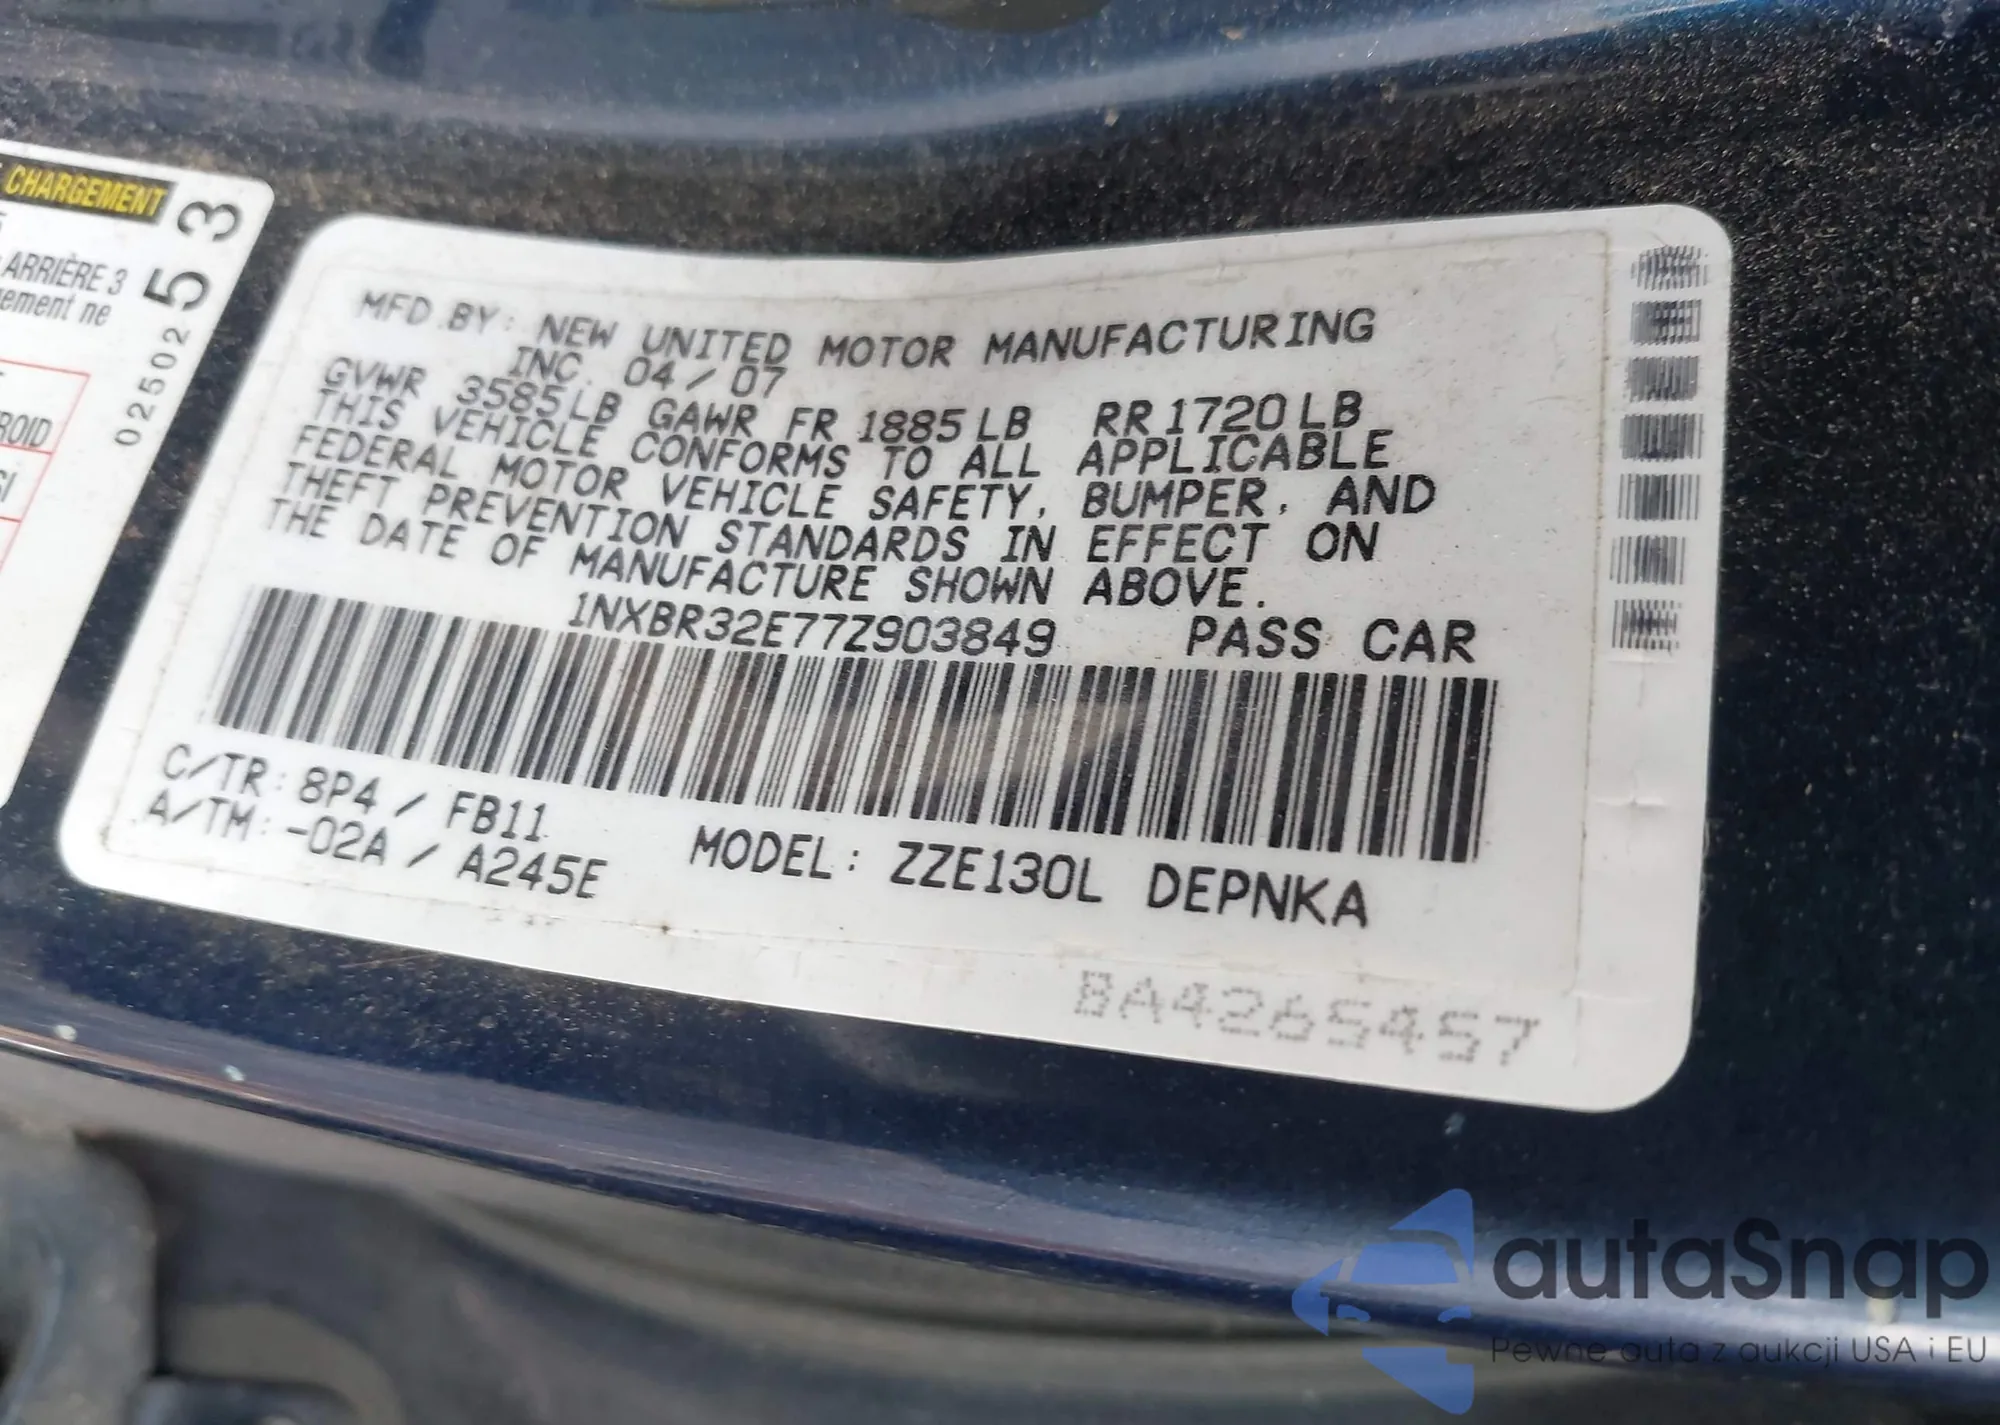 CHARGEMENT
ARRIÈRE 3
ement ne
025025 53
MFD.BY: NEW UNITED MOTOR MANUFACTURING
INC. 04/07
GVWR 3585LB GAWR FR 1885LB RR 1720LB
THIS VEHICLE CONFORMS TO ALL APPLICABLE
FEDERAL MOTOR VEHICLE SAFETY, BUMPER, AND
THEFT PREVENTION STANDARDS IN EFFECT ON
THE DATE OF MANUFACTURE SHOWN ABOVE.
1NXBR32E77Z903849 PASS CAR
C/TR: 8P4 / FB11
A/TM: -02A / A245E
MODEL: ZZE130L DEPNKA
BA4265457
autaSnap
Pewne auta z aukcji USA i EU